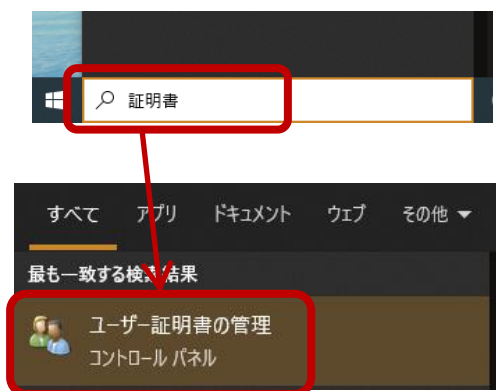 証明書
すべて アプリ ドキュメント ウェブ その他
最も一致する検索結果
ユーザー証明書の管理
コントロール パネル